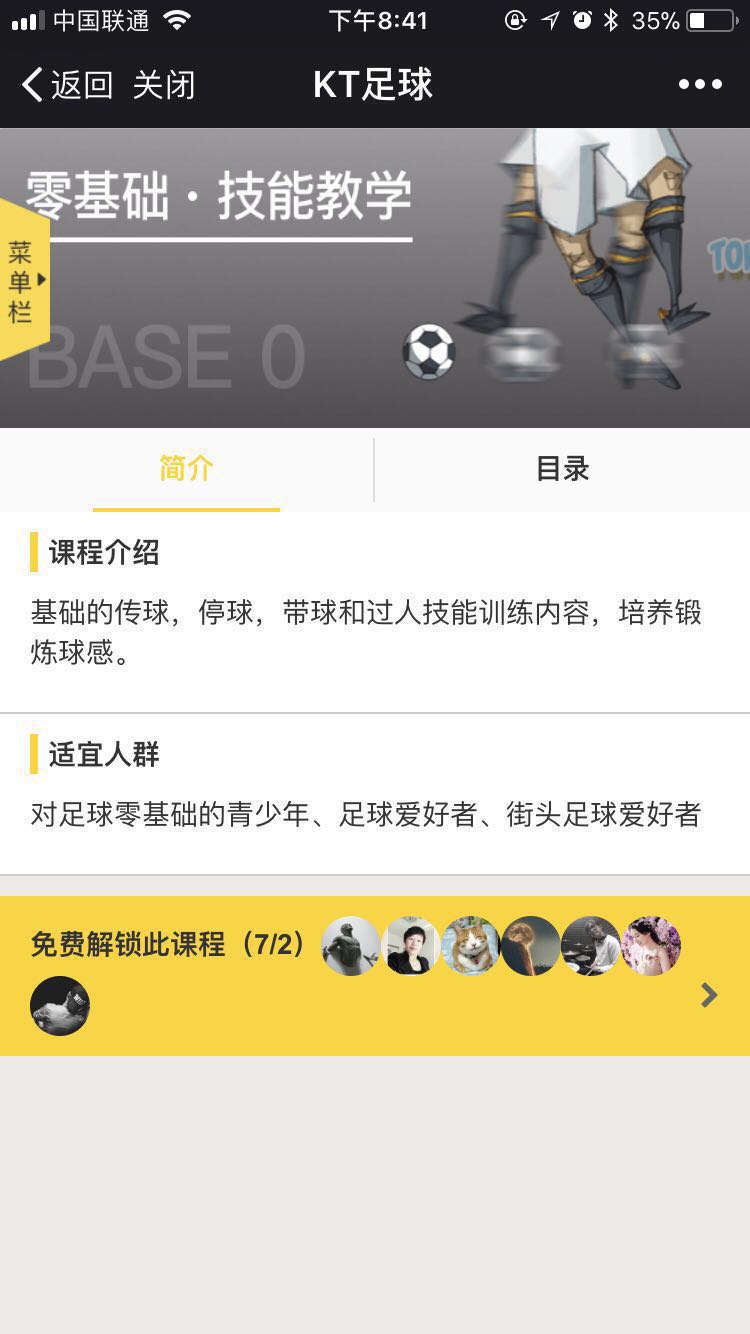 中国联通 下午8:41 35%
返回 关闭 KT足球
零基础·技能教学
菜单栏
BASE 0
简介 目录
课程介绍
基础的传球，停球，带球和过人技能训练内容，培养锻
炼球感。
适宜人群
对足球零基础的青少年、足球爱好者、街头足球爱好者
免费解锁此课程（7/2）